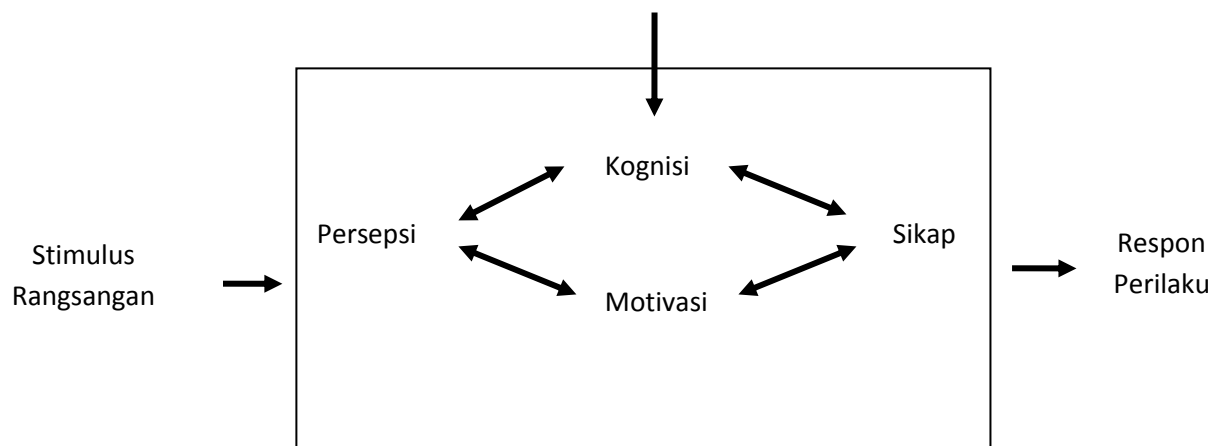 Kognisi
Persepsi
Sikap
Motivasi
Stimulus
Rangsangan
Respon
Perilaku